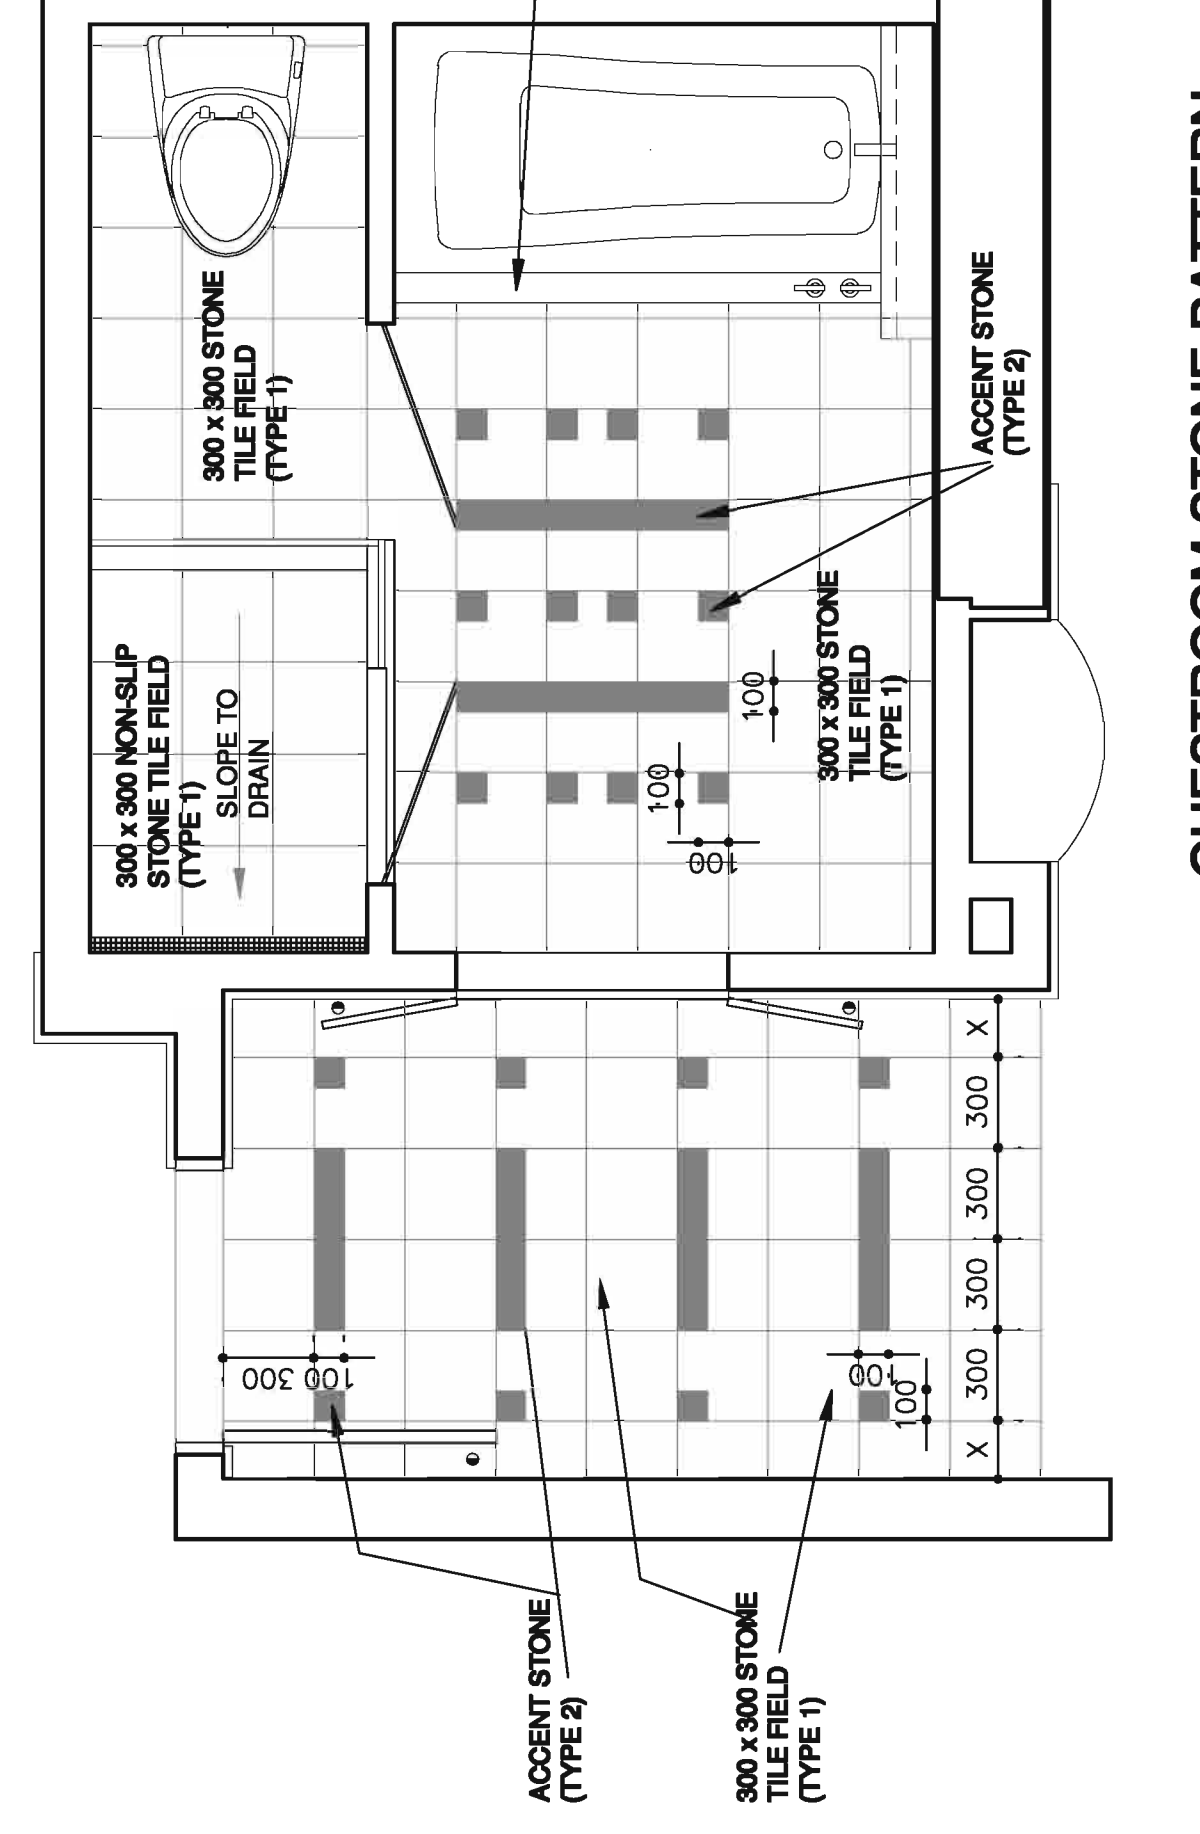 300 x 300 STONE
TILE FIELD
(TYPE 1)
300 x 300 NON-SLIP
STONE TILE FIELD
(TYPE 1)
SLOPE TO
DRAIN
ACCENT STONE
(TYPE 2)
300 x 300 STONE
TILE FIELD
(TYPE 1)
100
100
100
300
100
100
100
X
300
300
300
300
X
ACCENT STONE
(TYPE 2)
300 x 300 STONE
TILE FIELD
(TYPE 1)